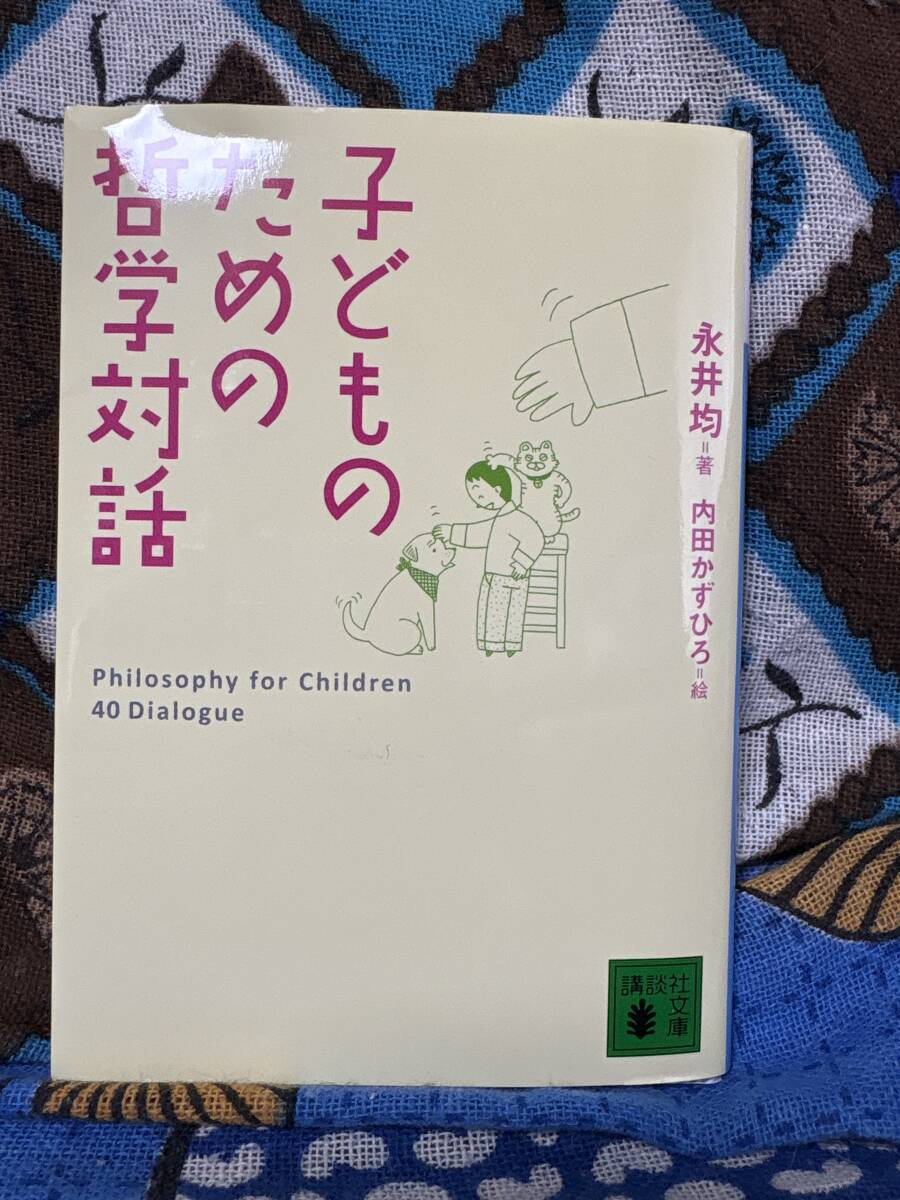 子どもの
ための
哲学対話
永井均=著 内田かずひろ=絵
Philosophy for Children
40 Dialogue
講談社
文庫